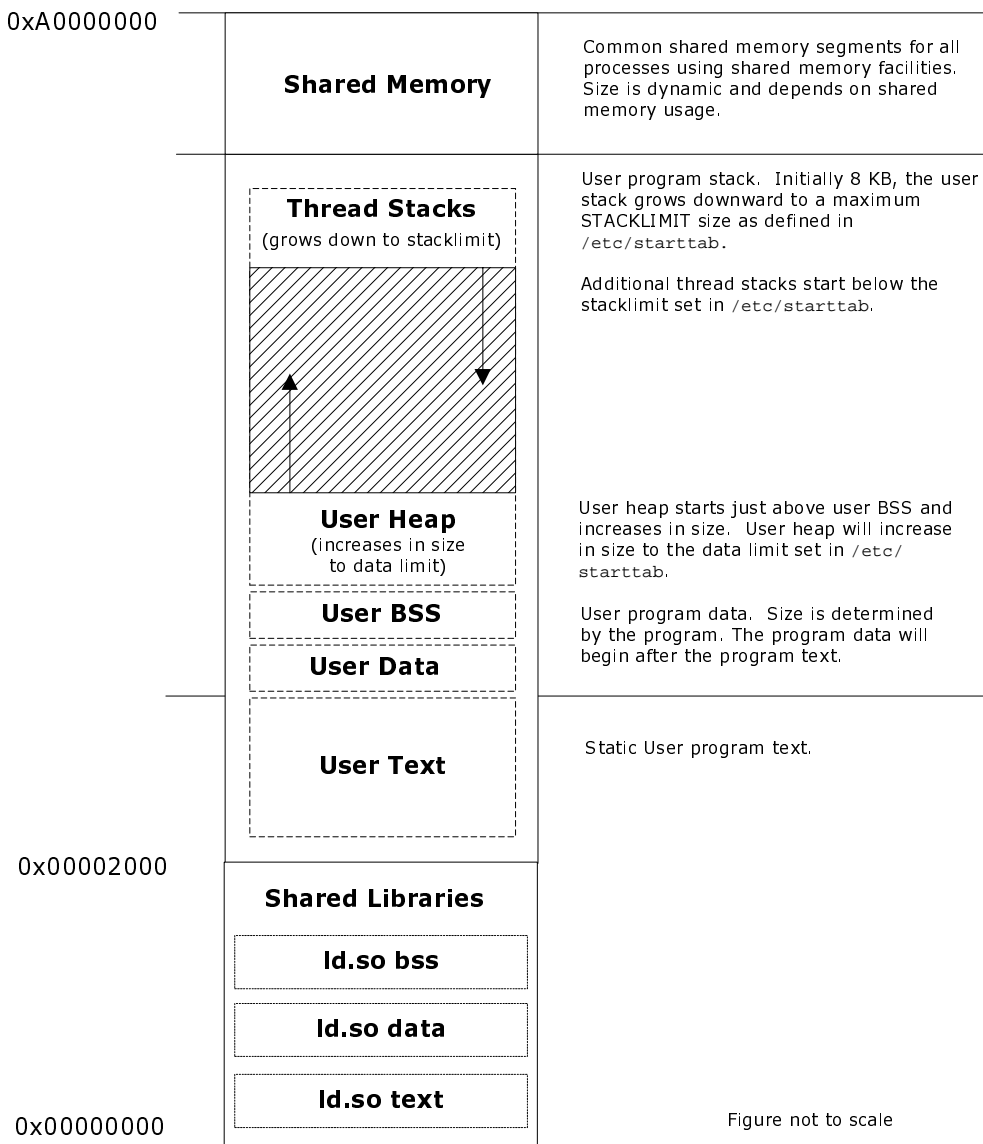 0xA0000000
Shared Memory
Common shared memory segments for all
processes using shared memory facilities.
Size is dynamic and depends on shared
memory usage.
Thread Stacks
(grows down to stacklimit)
User program stack. Initially 8 KB, the user
stack grows downward to a maximum
STACKLIMIT size as defined in
/etc/starttab.
Additional thread stacks start below the
stacklimit set in /etc/starttab.
User Heap
(increases in size
to data limit)
User heap starts just above user BSS and
increases in size. User heap will increase
in size to the data limit set in /etc/
starttab.
User BSS
User Data
User program data. Size is determined
by the program. The program data will
begin after the program text.
User Text
Static User program text.
0x00002000
Shared Libraries
ld.so bss
ld.so data
ld.so text
0x00000000
Figure not to scale